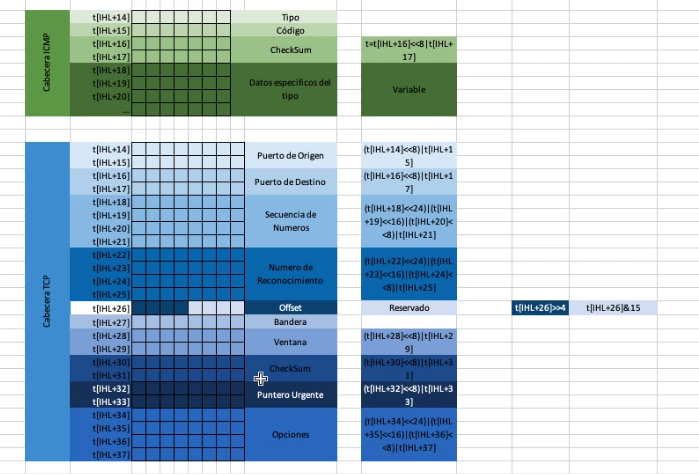 Cabecera ICMP
t[IHL+14] Tipo
t[IHL+15] Código
t[IHL+16] CheckSum t=t[IHL+16]<<8|t[IHL+
t[IHL+17] 17]
t[IHL+18]
t[IHL+19] Datos especificos del
t[IHL+20] tipo Variable
...
Cabecera TCP
t[IHL+14] Puerto de Origen (t[IHL+14]<<8)|t[IHL+1
t[IHL+15] 5]
t[IHL+16] Puerto de Destino (t[IHL+16]<<8)|t[IHL+1
t[IHL+17] 7]
t[IHL+18]
t[IHL+19] Secuencia de (t[IHL+18]<<24)|(t[IHL
t[IHL+20] Numeros +19]<<16)|(t[IHL+20]<
t[IHL+21] <8)|t[IHL+21]
t[IHL+22]
t[IHL+23] Numero de (t[IHL+22]<<24)|(t[IHL
t[IHL+24] Reconocimiento +23]<<16)|(t[IHL+24]<
t[IHL+25] <8)|t[IHL+25]
t[IHL+26] Offset Reservado t[IHL+26]>>4 t[IHL+26]&15
t[IHL+27] Bandera
t[IHL+28] Ventana (t[IHL+28]<<8)|t[IHL+2
t[IHL+29] 9]
t[IHL+30] CheckSum (t[IHL+30]<<8)|t[IHL+3
t[IHL+31] 1]
t[IHL+32] Puntero Urgente (t[IHL+32]<<8)|t[IHL+3
t[IHL+33] 3]
t[IHL+34]
t[IHL+35] Opciones (t[IHL+34]<<24)|(t[IHL
t[IHL+36] +35]<<16)|(t[IHL+36]<
t[IHL+37] <8)|t[IHL+37]